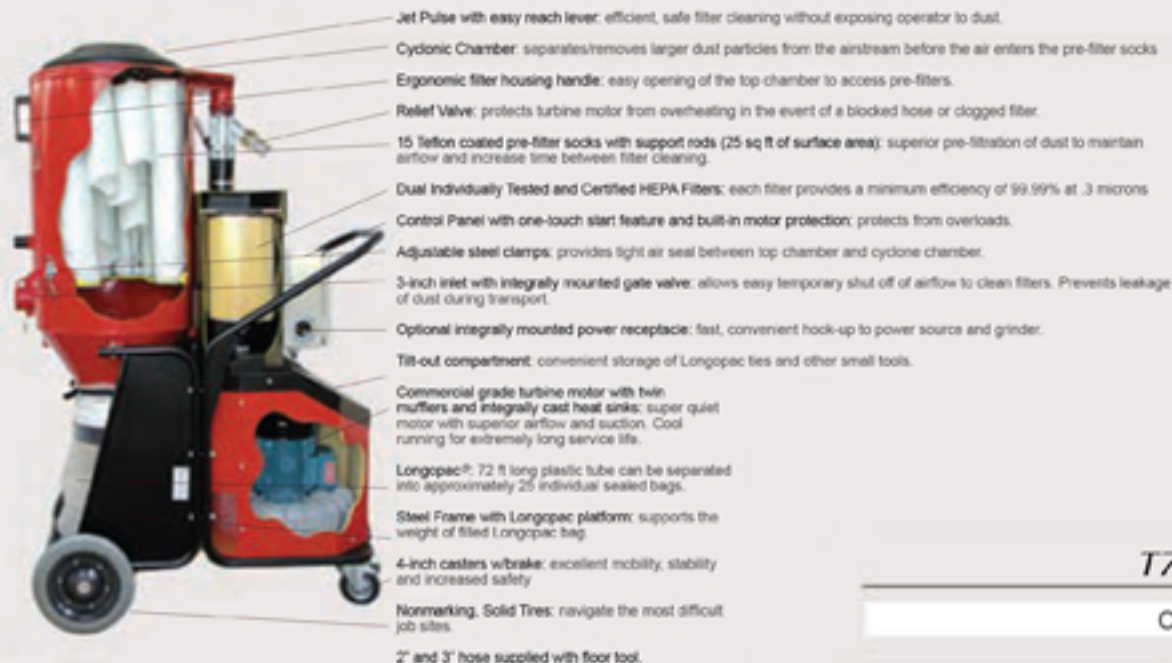 Jet Pulse with easy reach lever: efficient, safe filter cleaning without exposing operator to dust.
Cyclonic Chamber: separates/removes larger dust particles from the airstream before the air enters the pre-filter socks
Ergonomic filter housing handle: easy opening of the top chamber to access pre-filters.
Relief Valve: protects turbine motor from overheating in the event of a blocked hose or clogged filter.
15 Teflon coated pre-filter socks with support rods (25 sq ft of surface area): superior pre-filtration of dust to maintain
airflow and increase time between filter cleaning.
Dual Individually Tested and Certified HEPA Filters: each filter provides a minimum efficiency of 99.99% at .3 microns
Control Panel with one-touch start feature and built-in motor protection: protects from overloads.
Adjustable steel clamps: provides tight air seal between top chamber and cyclone chamber.
3-inch inlet with integrally mounted gate valve: allows easy temporary shut off of airflow to clean filters. Prevents leakage
of dust during transport.
Optional integrally mounted power receptacle: fast, convenient hook-up to power source and grinder.
Tilt-out compartment: convenient storage of Longopac ties and other small tools.
Commercial grade turbine motor with twin
mufflers and integrally cast heat sinks: super quiet
motor with superior airflow and suction. Cool
running for extremely long service life.
Longopac®: 72 ft long plastic tube can be separated
into approximately 25 individual sealed bags.
Steel Frame with Longopac platform: supports the
weight of filled Longopac bag
4-inch casters w/brake: excellent mobility, stability
and increased safety
Nonmarking, Solid Tires: navigate the most difficult
job sites.
2" and 3" hose supplied with floor tool.
T7